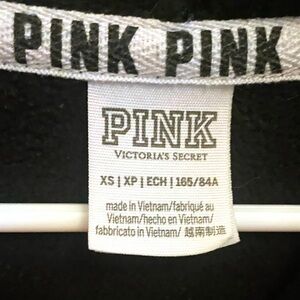 PINK PINK
PINK
VICTORIA'S SECRET
XS | XP | ECH | 165/84A
made in Vietnam/fabriqué au
Vietnam/hecho en Vietnam/
fabbricato in Vietnam/ 越南制造